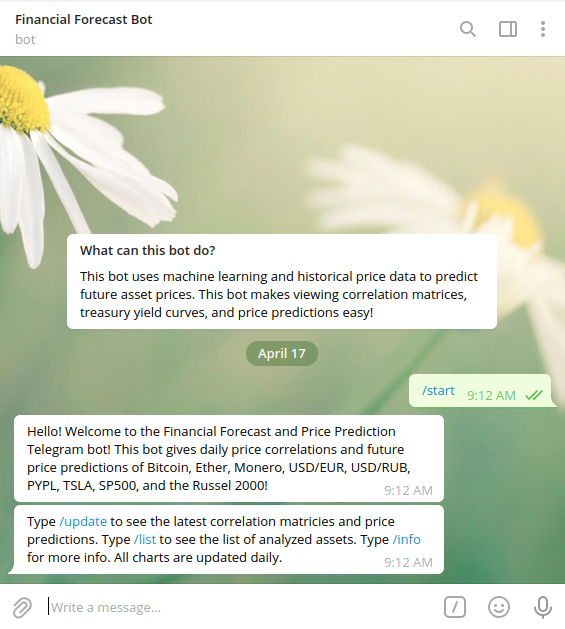 Financial Forecast Bot
bot
What can this bot do?
This bot uses machine learning and historical price data to predict
future asset prices. This bot makes viewing correlation matrices,
treasury yield curves, and price predictions easy!
April 17
/start 9:12 AM
Hello! Welcome to the Financial Forecast and Price Prediction
Telegram bot! This bot gives daily price correlations and future
price predictions of Bitcoin, Ether, Monero, USD/EUR, USD/RUB,
PYPL, TSLA, SP500, and the Russel 2000!
9:12 AM
Type /update to see the latest correlation matricies and price
predictions. Type /list to see the list of analyzed assets. Type /info
for more info. All charts are updated daily.
9:12 AM
Write a message...